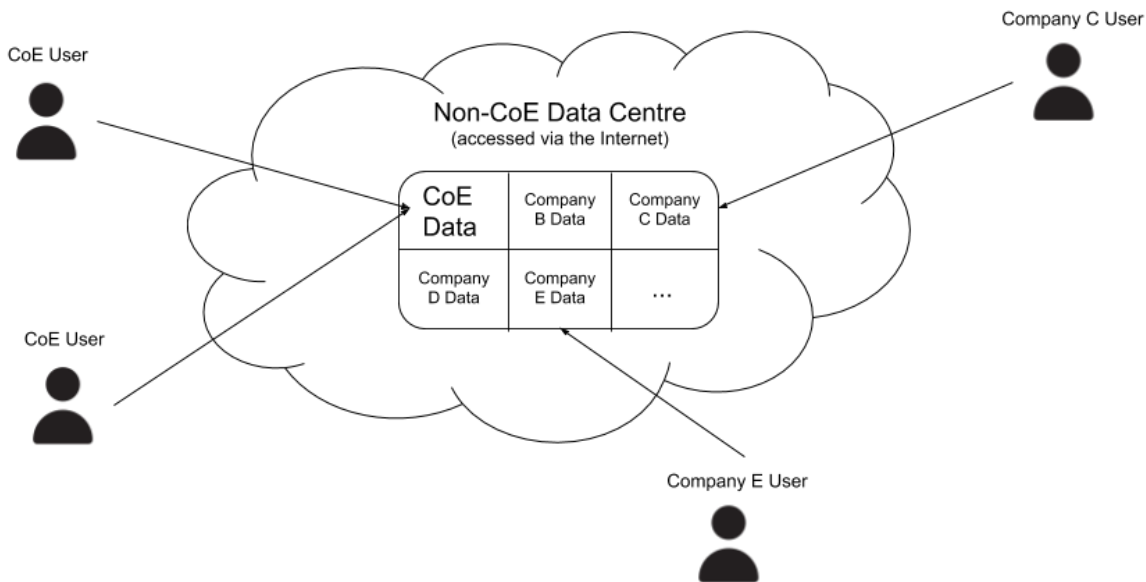 Company C User
CoE User
Non-CoE Data Centre
(accessed via the Internet)
CoE
Data
Company
B Data
Company
C Data
Company
D Data
Company
E Data
...
CoE User
Company E User